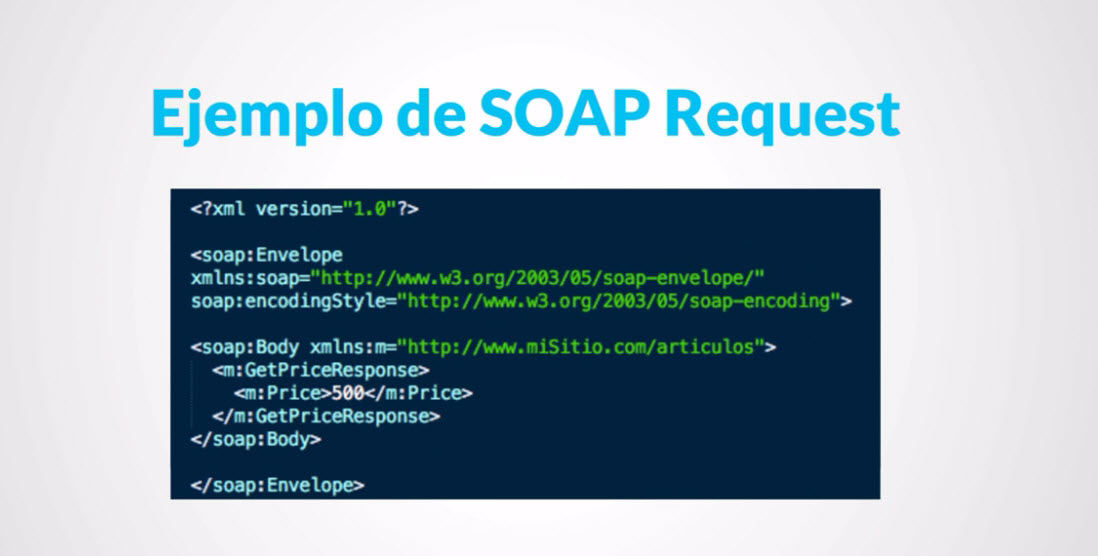 Ejemplo de SOAP Request
<?xml version="1.0"?>
<soap:Envelope
xmlns:soap="http://www.w3.org/2003/05/soap-envelope/"
soap:encodingStyle="http://www.w3.org/2003/05/soap-encoding">
<soap:Body xmlns:m="http://www.miSitio.com/articulos">
<m:GetPriceResponse>
<m:Price>500</m:Price>
</m:GetPriceResponse>
</soap:Body>
</soap:Envelope>